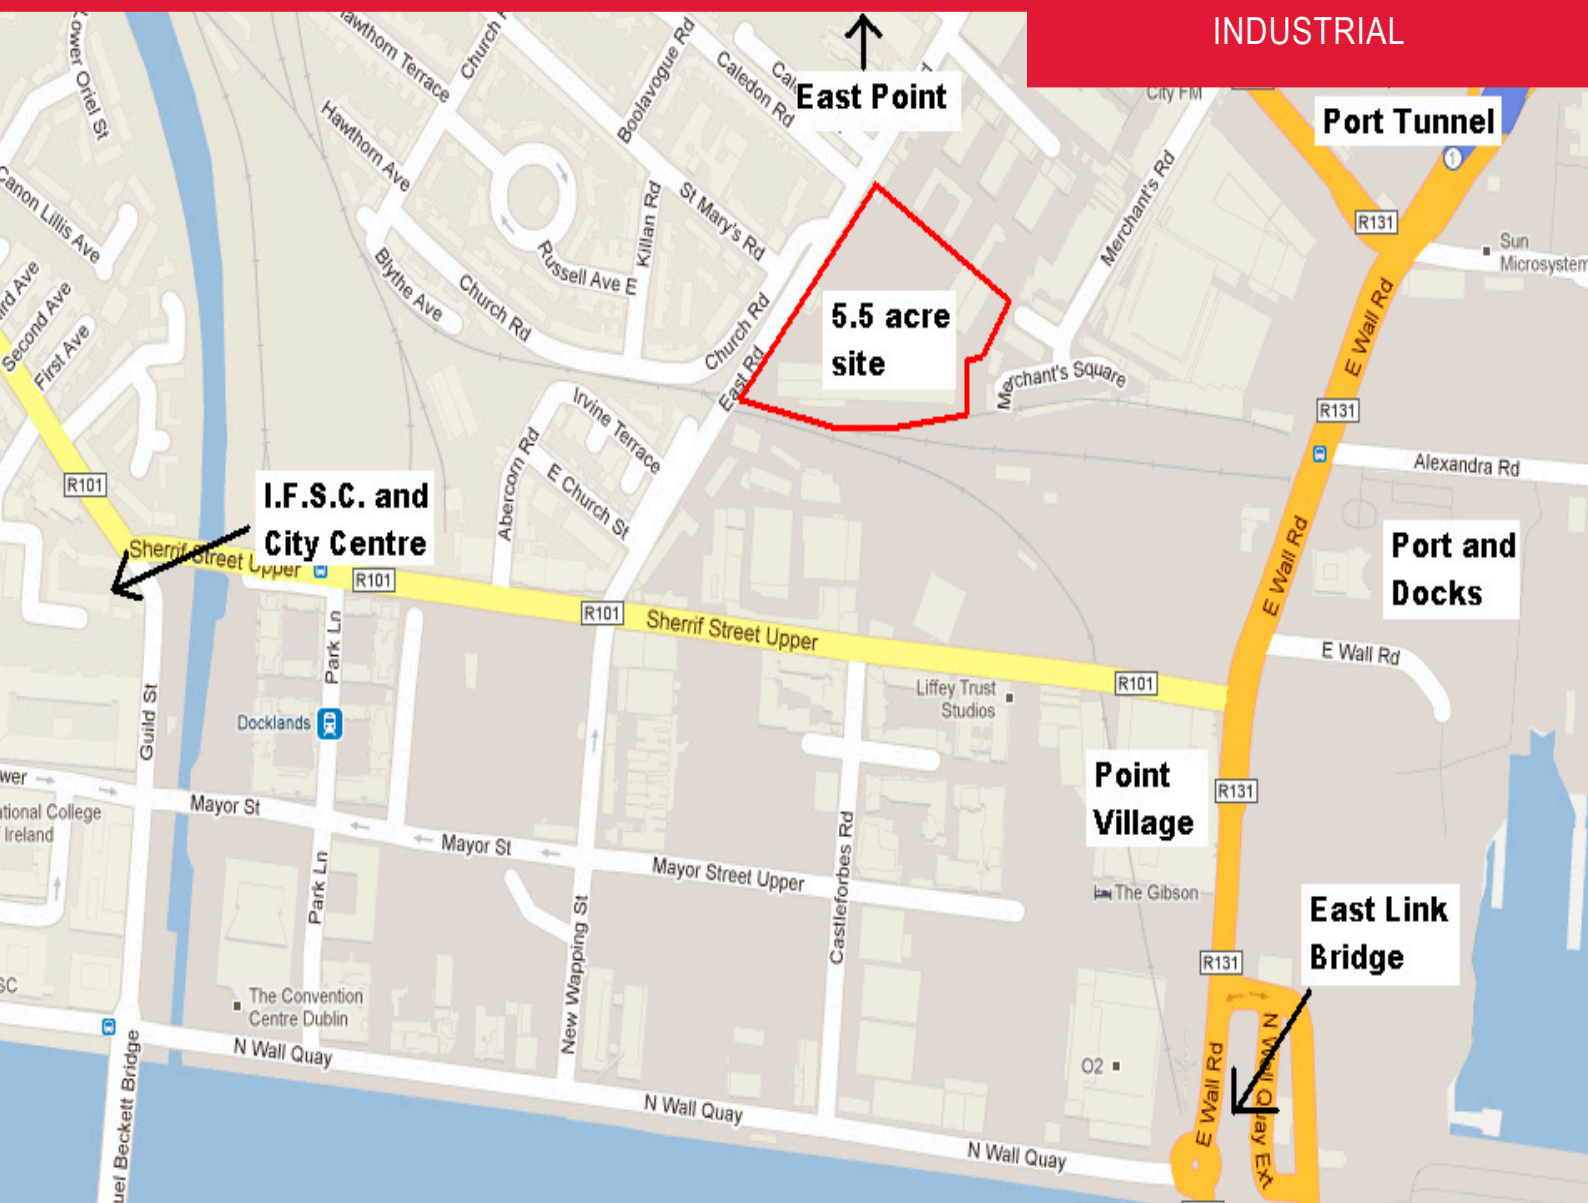 INDUSTRIAL
East Point
Port Tunnel
City FM
Lower Oriel St
Hawthorn Terrace
Church
Boolavogue Rd
Caledon Rd
Hawthorn Ave
Canon Lillis Ave
St Mary's Rd
Killan Rd
Russell Ave E
Merchant's Rd
1
R131
Sun
Microsystem
Blythe Ave
Church Rd
Second Ave
First Ave
5.5 acre
site
Church Rd
East Rd
E Wall Rd
Merchant's Square
R131
Irvine Terrace
Abercorn Rd
E Church St
Alexandra Rd
R101
I.F.S.C. and
City Centre
Sherrif Street Upper
R101
R101
Sherrif Street Upper
E Wall Rd
Port and
Docks
E Wall Rd
R101
Liffey Trust
Studios
Park Ln
Guild St
Docklands
Point
Village
R131
Mayor St
Mayor St
Mayor Street Upper
ational College
Ireland
Park Ln
New Wapping St
Castleforbes Rd
The Gibson
East Link
Bridge
R131
The Convention
Centre Dublin
N Wall Quay
N Wall Quay
N Wall Quay
O2
E Wall Rd
N Wall Quay Ext
uel Beckett Bridge